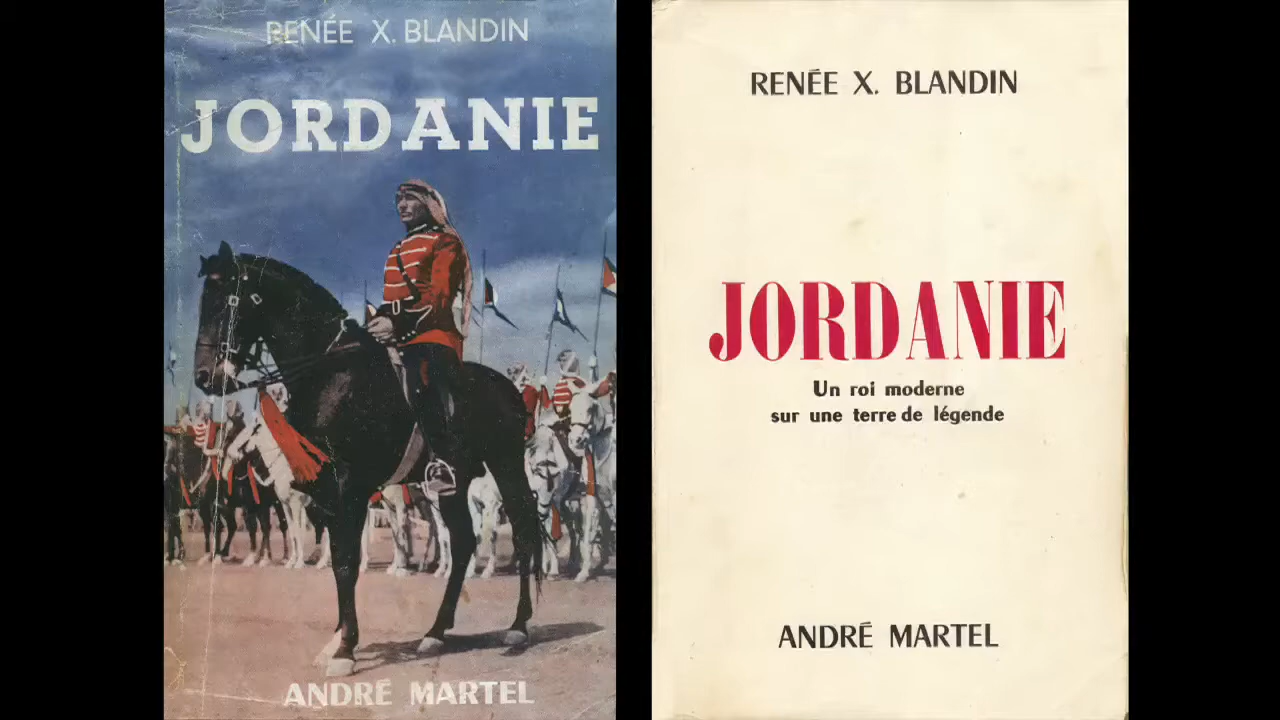 RENÉE X. BLANDIN
JORDANIE
ANDRÉ MARTEL
RENÉE X. BLANDIN
JORDANIE
Un roi moderne
sur une terre de légende
ANDRÉ MARTEL